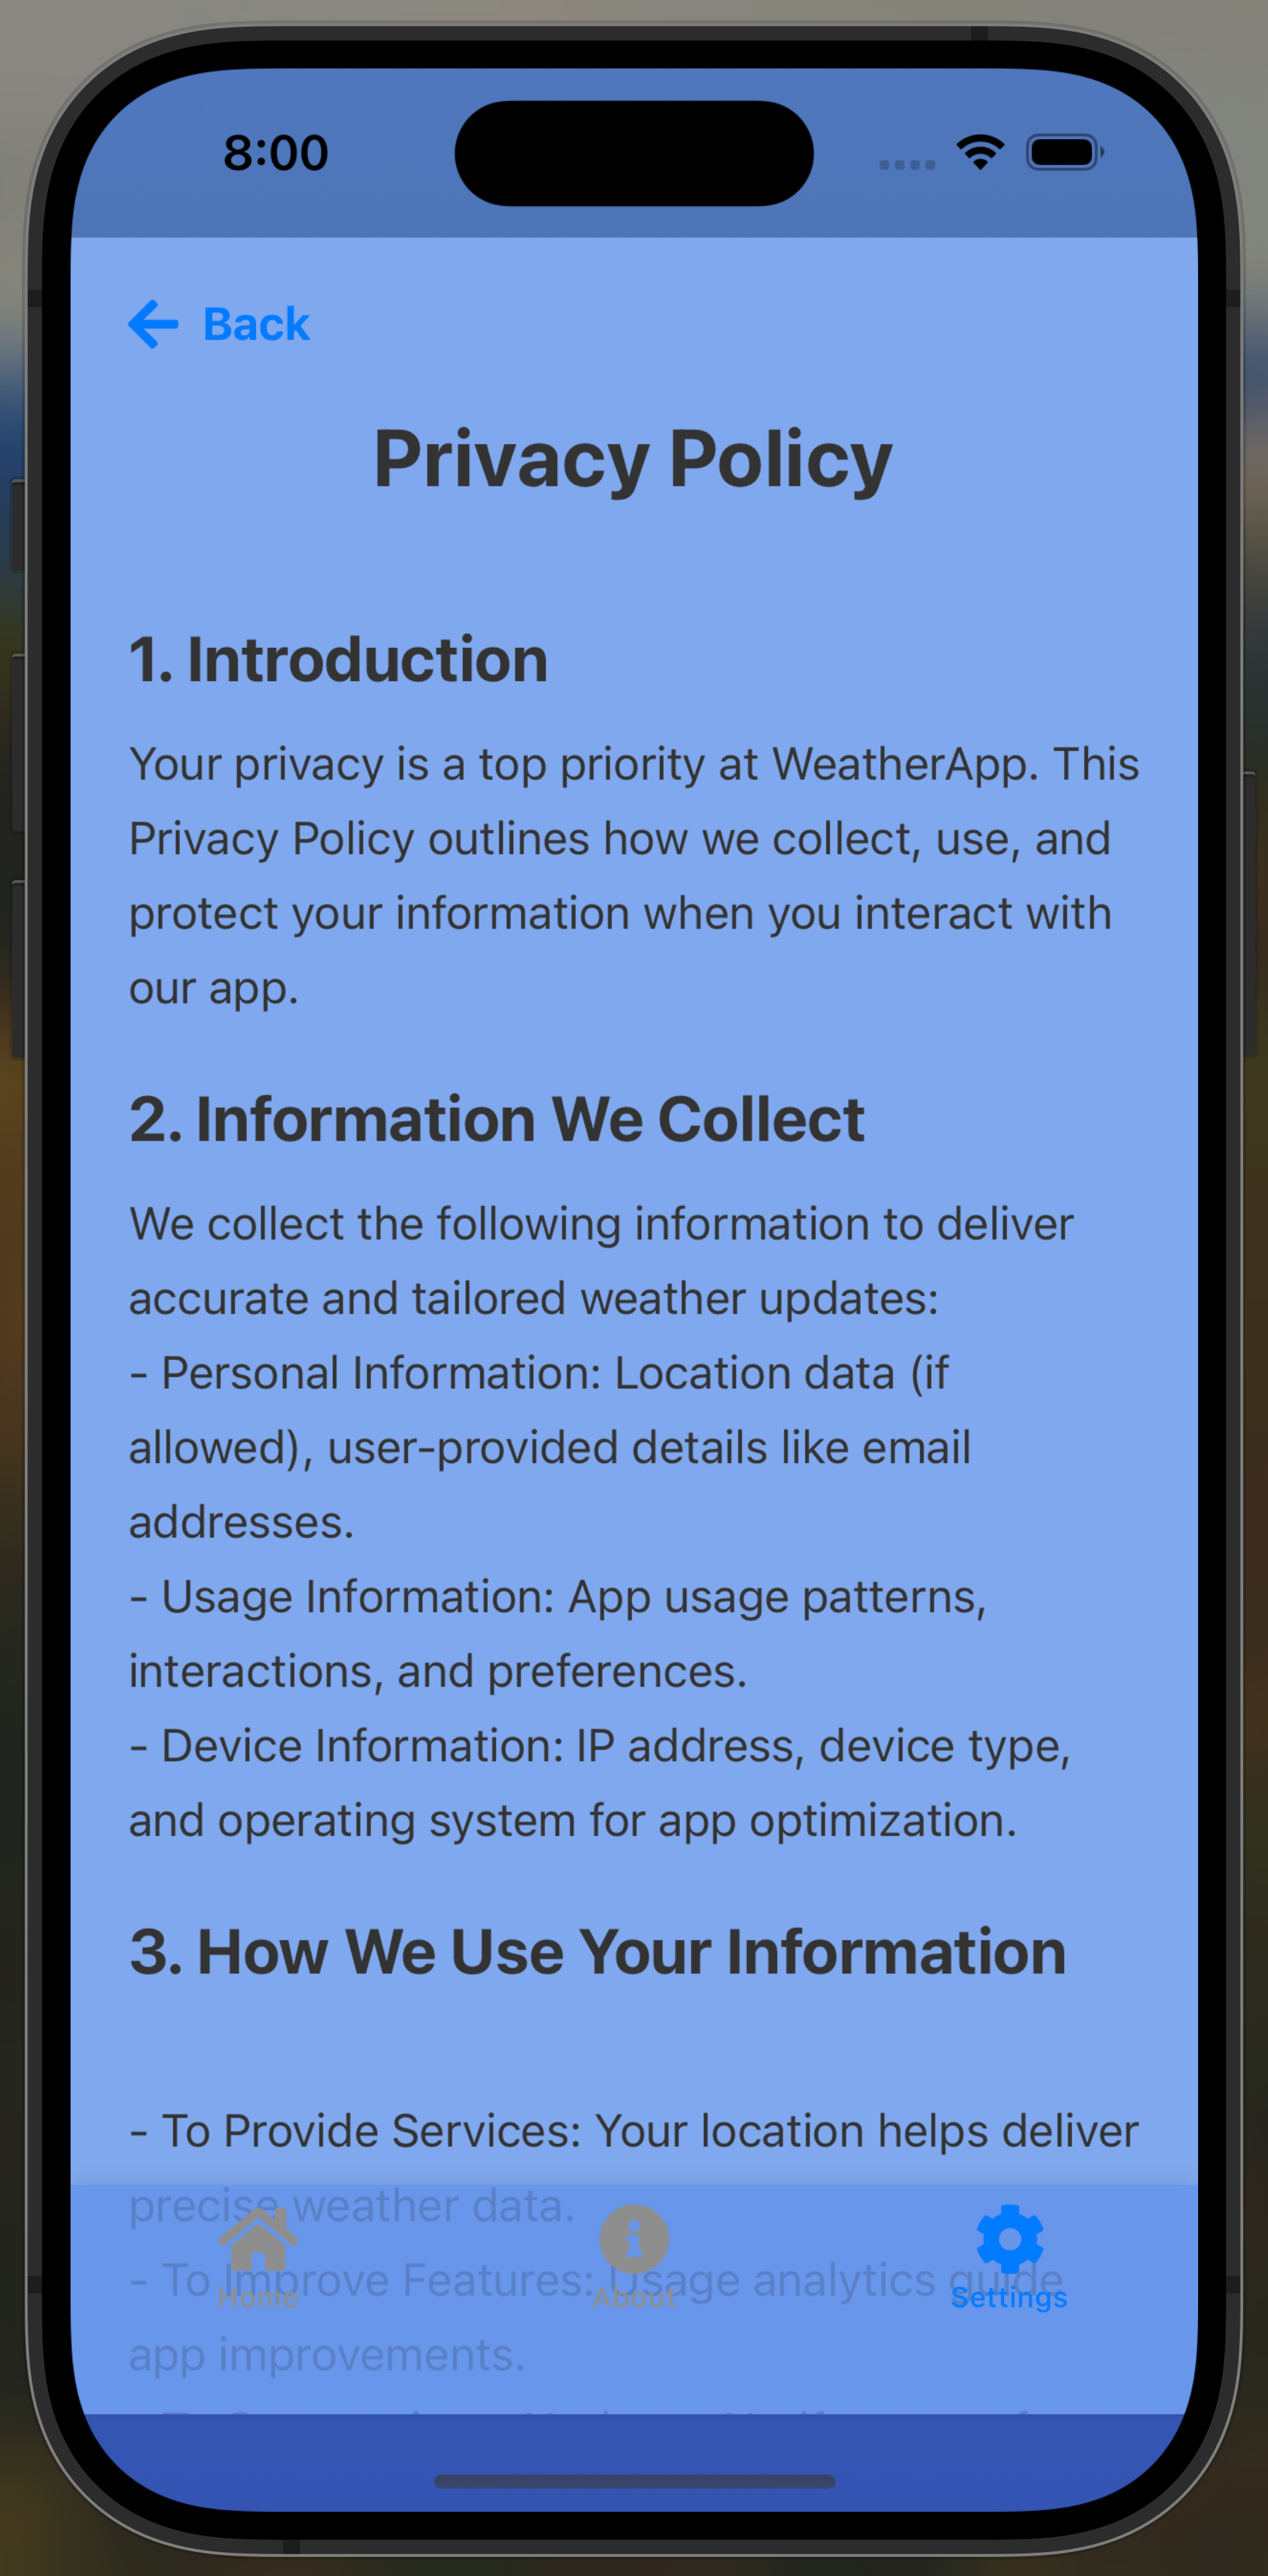 8:00
Back
Privacy Policy
1. Introduction
Your privacy is a top priority at WeatherApp. This
Privacy Policy outlines how we collect, use, and
protect your information when you interact with
our app.
2. Information We Collect
We collect the following information to deliver
accurate and tailored weather updates:
- Personal Information: Location data (if
allowed), user-provided details like email
addresses.
- Usage Information: App usage patterns,
interactions, and preferences.
- Device Information: IP address, device type,
and operating system for app optimization.
3. How We Use Your Information
- To Provide Services: Your location helps deliver
precise weather data.
- To Improve Features: Usage analytics guide
app improvements.
Home
About
Settings